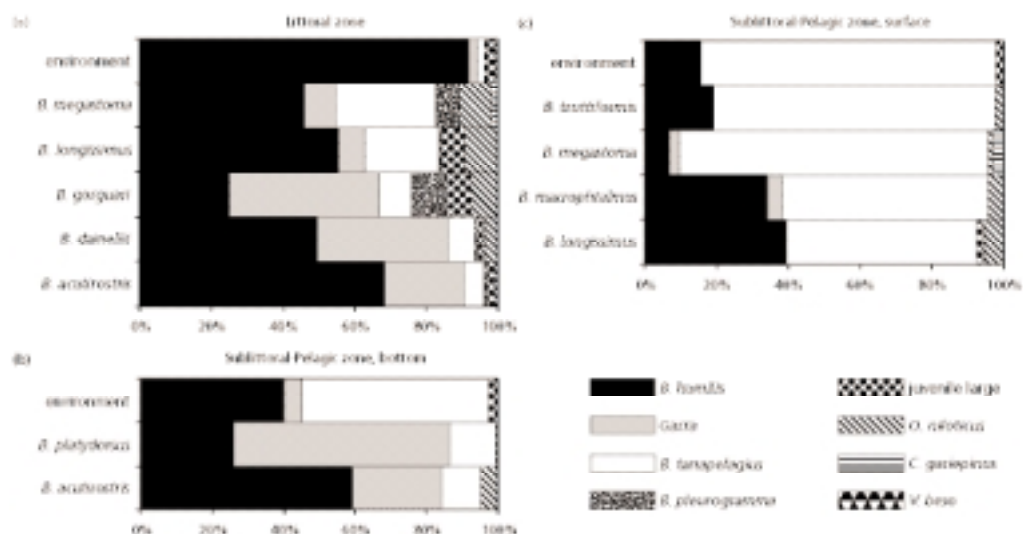 (a) Littoral zone
environment
B. megastoma
B. longissimus
B. gorguari
B. dainellii
B. acutirostris
0% 20% 40% 60% 80% 100%
(b) Sublittoral-Pelagic zone, bottom
environment
B. platydorsus
B. acutirostris
0% 20% 40% 60% 80% 100%
(c) Sublittoral-Pelagic zone, surface
environment
B. megastoma
B. longissimus
0% 20% 40% 60% 80% 100%
B. humilis
Garra
B. tanapelagius
B. pleurogramma
juvenile large
O. niloticus
C. gariepinus
V. beso